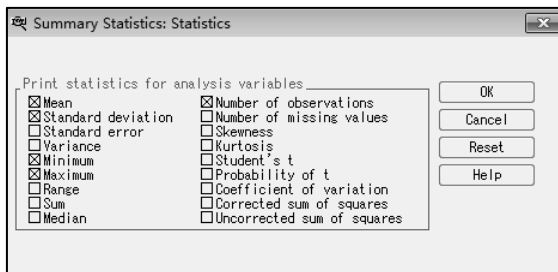 Summary Statistics: Statistics
Print statistics for analysis variables
Mean
Standard deviation
Standard error
Variance
Minimum
Maximum
Range
Sum
Median
Number of observations
Number of missing values
Skewness
Kurtosis
Student's t
Probability of t
Coefficient of variation
Corrected sum of squares
Uncorrected sum of squares
OK
Cancel
Reset
Help